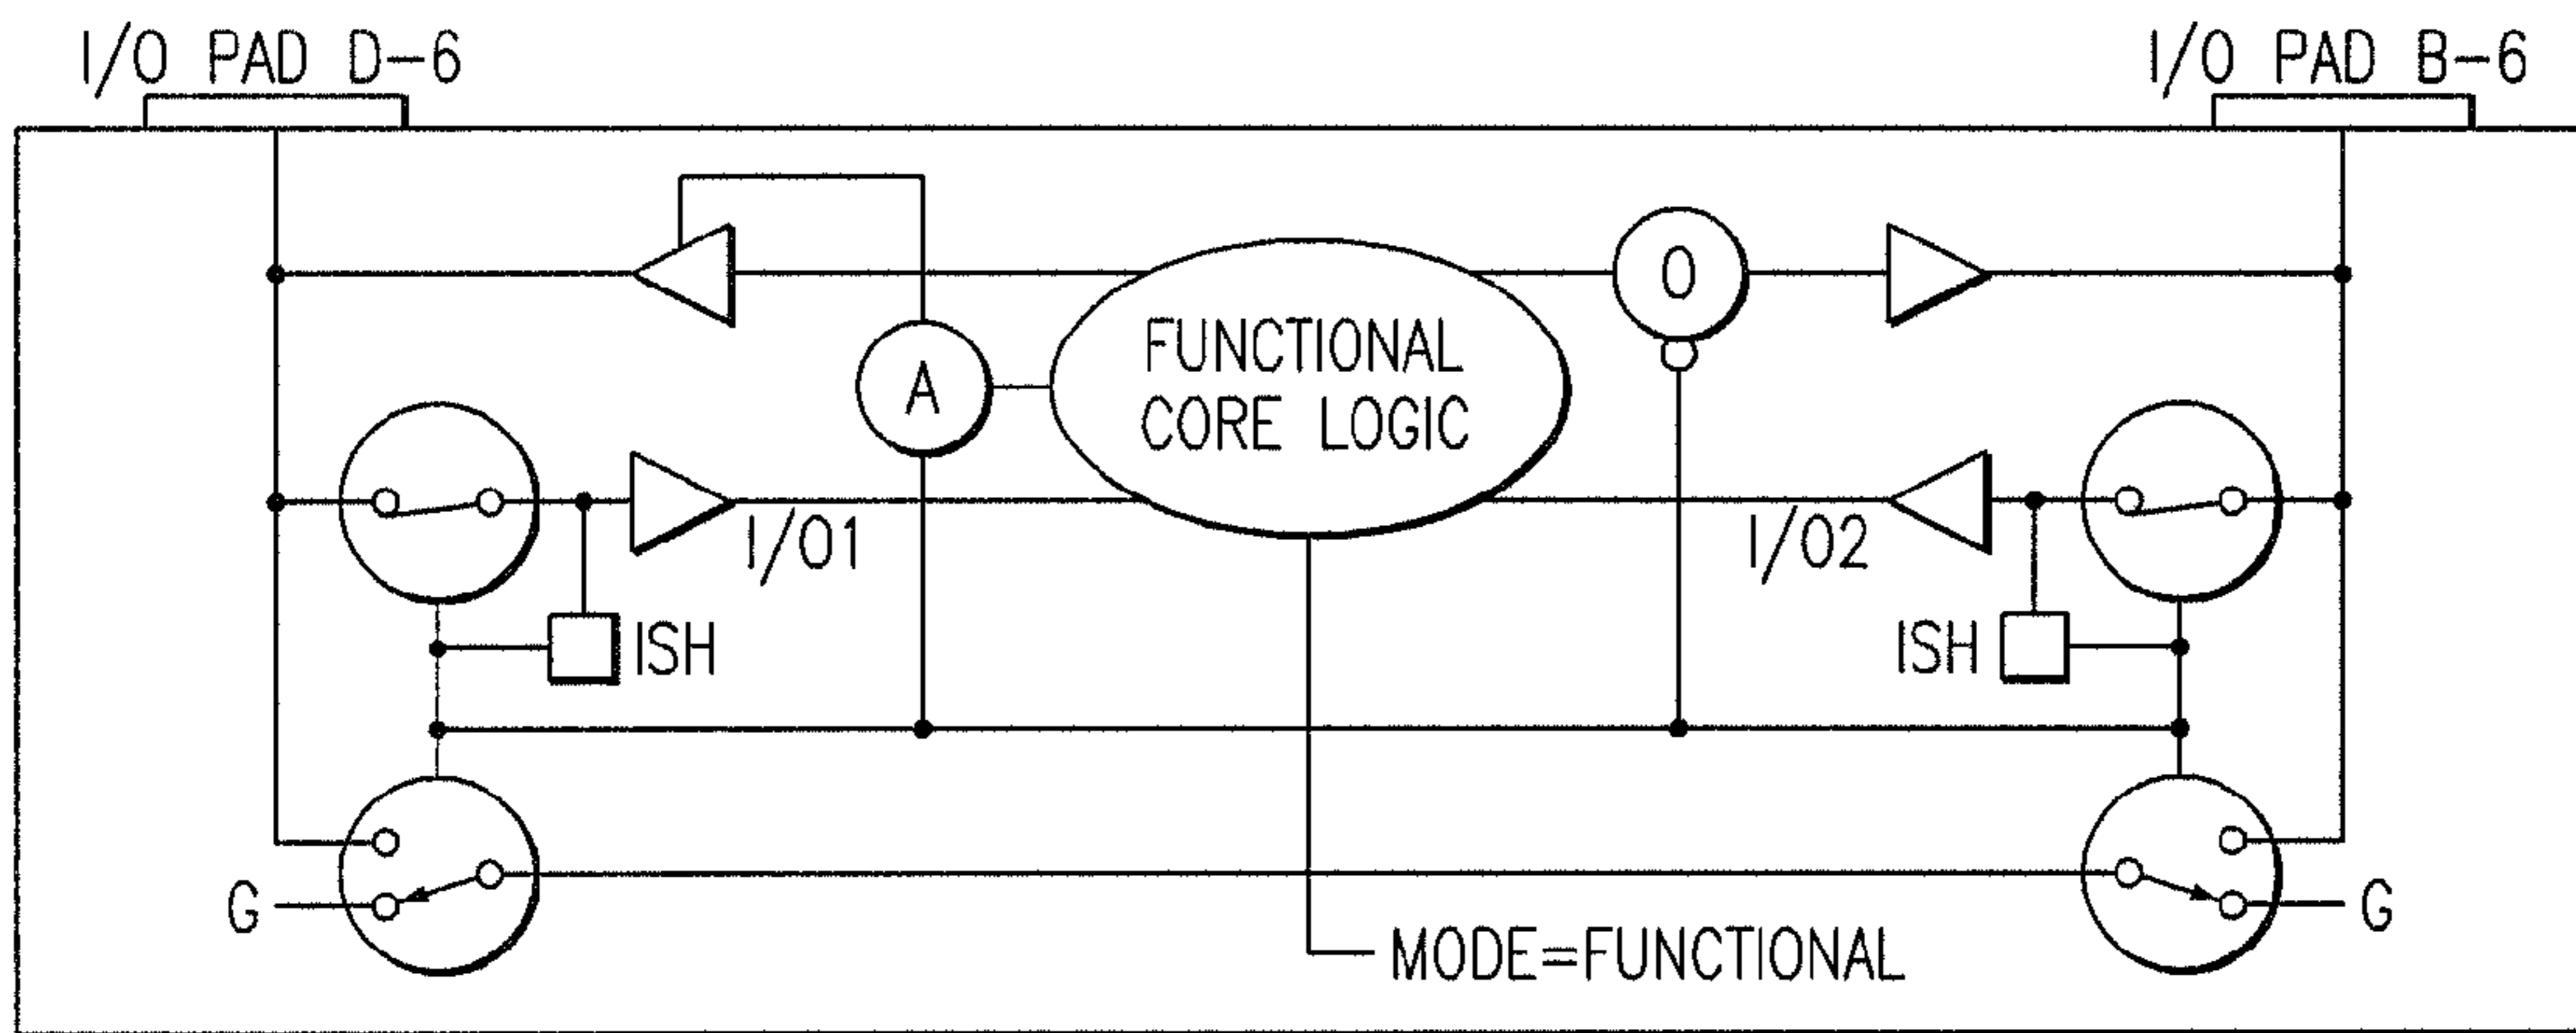 I/O PAD D-6
I/O PAD B-6
O
A
FUNCTIONAL
CORE LOGIC
I/O1
I/O2
ISH
ISH
G
G
MODE=FUNCTIONAL